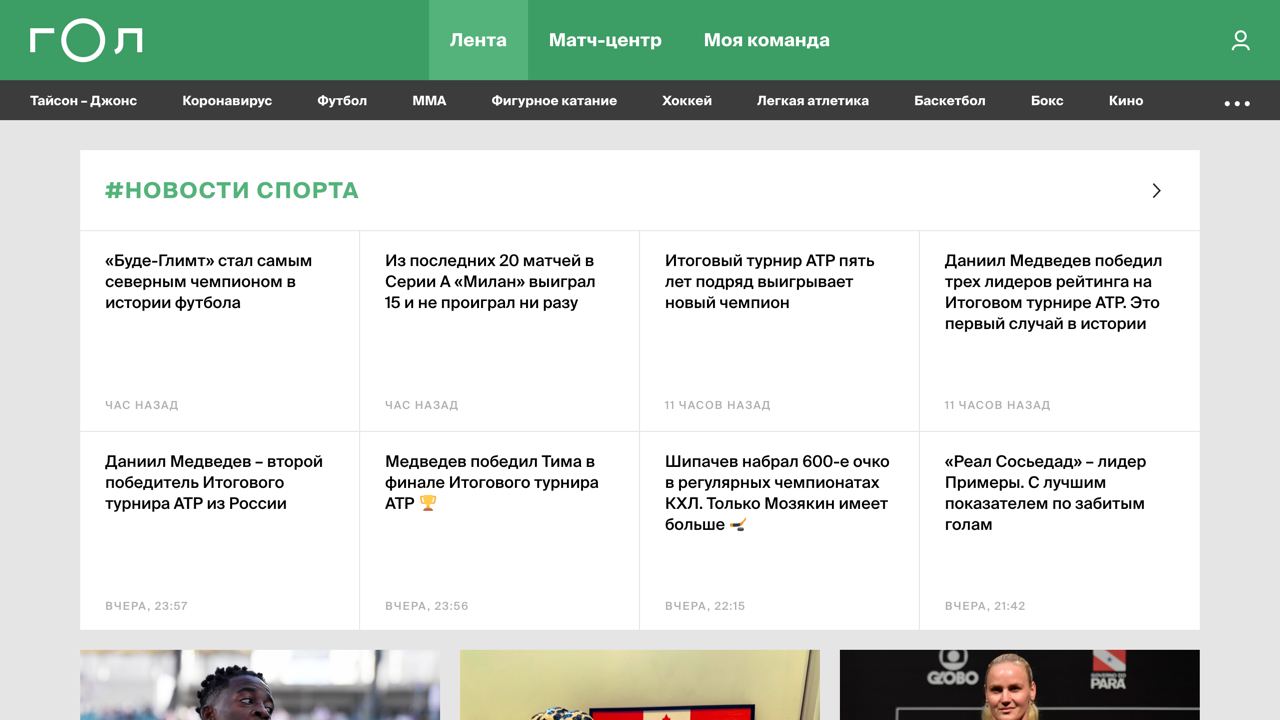 ГОЛ
Лента Матч-центр Моя команда
Тайсон – Джонс Коронавирус Футбол ММА Фигурное катание Хоккей Легкая атлетика Баскетбол Бокс Кино
#НОВОСТИ СПОРТА
«Буде-Глимт» стал самым
северным чемпионом в
истории футбола
ЧАС НАЗАД
Из последних 20 матчей в
Серии А «Милан» выиграл
15 и не проиграл ни разу
ЧАС НАЗАД
Итоговый турнир ATP пять
лет подряд выигрывает
новый чемпион
11 ЧАСОВ НАЗАД
Даниил Медведев победил
трех лидеров рейтинга на
Итоговом турнире ATP. Это
первый случай в истории
11 ЧАСОВ НАЗАД
Даниил Медведев – второй
победитель Итогового
турнира ATP из России
ВЧЕРА, 23:57
Медведев победил Тима в
финале Итогового турнира
ATP 🏆
ВЧЕРА, 23:56
Шипачев набрал 600-е очко
в регулярных чемпионатах
КХЛ. Только Мозякин имеет
больше 🏒
ВЧЕРА, 22:15
«Реал Сосьедад» – лидер
Примеры. С лучшим
показателем по забитым
голам
ВЧЕРА, 21:42
GLOBO
GOVERNO DO
PARÁ